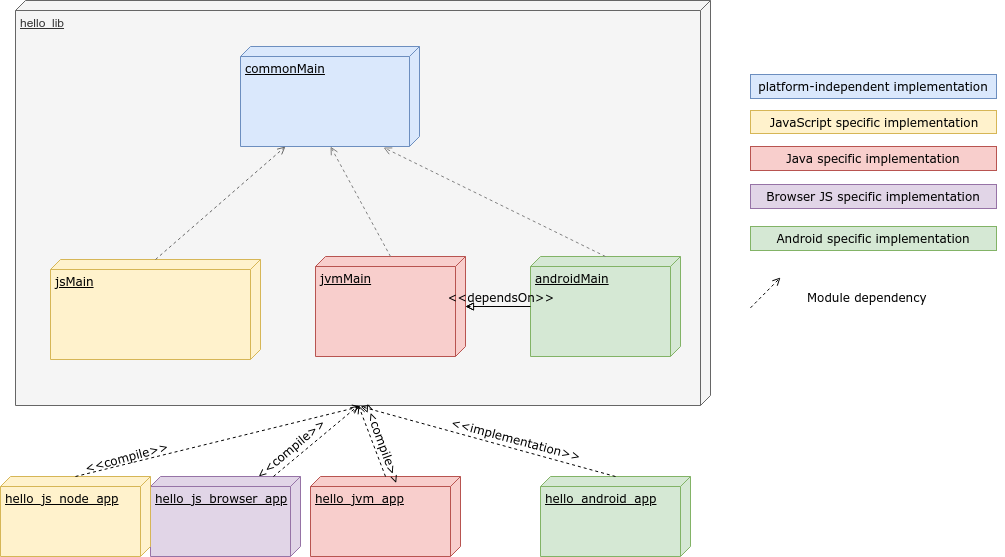 hello_lib
commonMain
platform-independent implementation
JavaScript specific implementation
Java specific implementation
Browser JS specific implementation
Android specific implementation
jsMain
jvmMain
androidMain
<<dependsOn>>
Module dependency
<<compile>>
<<compile>>
<<compile>>
<<implementation>>
hello_js_node_app
hello_js_browser_app
hello_jvm_app
hello_android_app